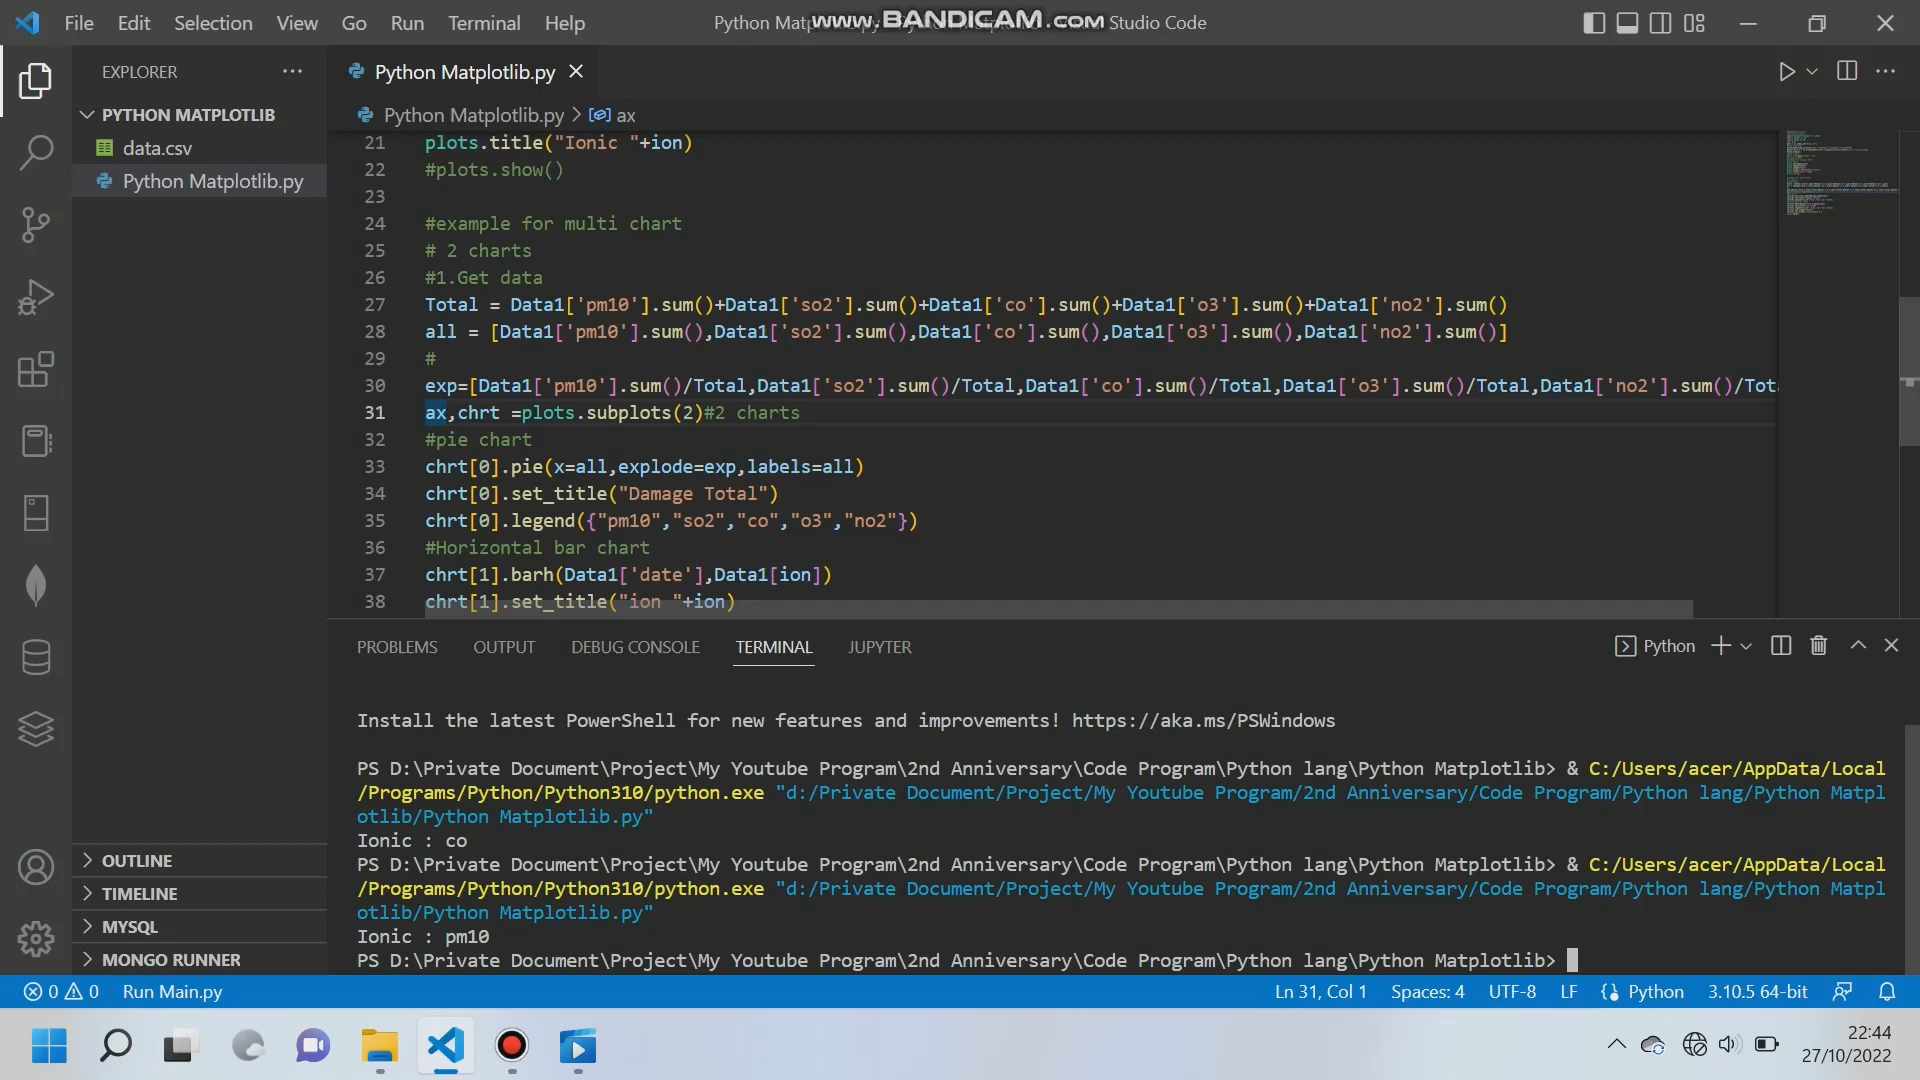 File Edit Selection View Go Run Terminal Help
Python
www.BANDICAM.com
Studio Code
EXPLORER
PYTHON MATPLOTLIB
data.csv
Python Matplotlib.py
OUTLINE
TIMELINE
MYSQL
MONGO RUNNER
Python Matplotlib.py
Python Matplotlib.py > ax
21 plots.title("Ionic "+ion)
22 #plots.show()
23
24 #example for multi chart
25 # 2 charts
26 #1.Get data
27 Total = Data1['pm10'].sum()+Data1['so2'].sum()+Data1['co'].sum()+Data1['o3'].sum()+Data1['no2'].sum()
28 all = [Data1['pm10'].sum(),Data1['so2'].sum(),Data1['co'].sum(),Data1['o3'].sum(),Data1['no2'].sum()]
29 #
30 exp=[Data1['pm10'].sum()/Total,Data1['so2'].sum()/Total,Data1['co'].sum()/Total,Data1['o3'].sum()/Total,Data1['no2'].sum()/Tot
31 ax,chrt =plots.subplots(2)#2 charts
32 #pie chart
33 chrt[0].pie(x=all,explode=exp,labels=all)
34 chrt[0].set_title("Damage Total")
35 chrt[0].legend({"pm10","so2","co","o3","no2"})
36 #Horizontal bar chart
37 chrt[1].barh(Data1['date'],Data1[ion])
38 chrt[1].set_title("ion "+ion)
PROBLEMS OUTPUT DEBUG CONSOLE TERMINAL JUPYTER
Python
Install the latest PowerShell for new features and improvements! https://aka.ms/PSWindows
PS D:\Private Document\Project\My Youtube Program\2nd Anniversary\Code Program\Python lang\Python Matplotlib> & C:/Users/acer/AppData/Local
/Programs/Python/Python310/python.exe "d:/Private Document/Project/My Youtube Program/2nd Anniversary/Code Program/Python lang/Python Matpl
otlib/Python Matplotlib.py"
Ionic : co
PS D:\Private Document\Project\My Youtube Program\2nd Anniversary\Code Program\Python lang\Python Matplotlib> & C:/Users/acer/AppData/Local
/Programs/Python/Python310/python.exe "d:/Private Document/Project/My Youtube Program/2nd Anniversary/Code Program/Python lang/Python Matpl
otlib/Python Matplotlib.py"
Ionic : pm10
PS D:\Private Document\Project\My Youtube Program\2nd Anniversary\Code Program\Python lang\Python Matplotlib>
0 0 Run Main.py
Ln 31, Col 1 Spaces: 4 UTF-8 LF Python 3.10.5 64-bit
22:44
27/10/2022